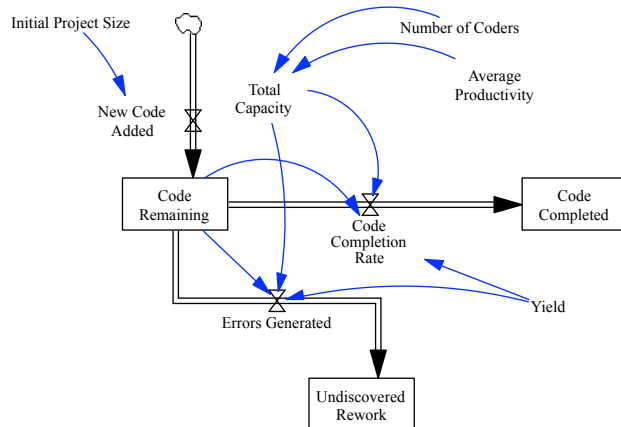 Initial Project Size
Number of Coders
Average
Productivity
Total
Capacity
New Code
Added
Code
Remaining
Code
Completion
Rate
Code
Completed
Yield
Errors Generated
Undiscovered
Rework